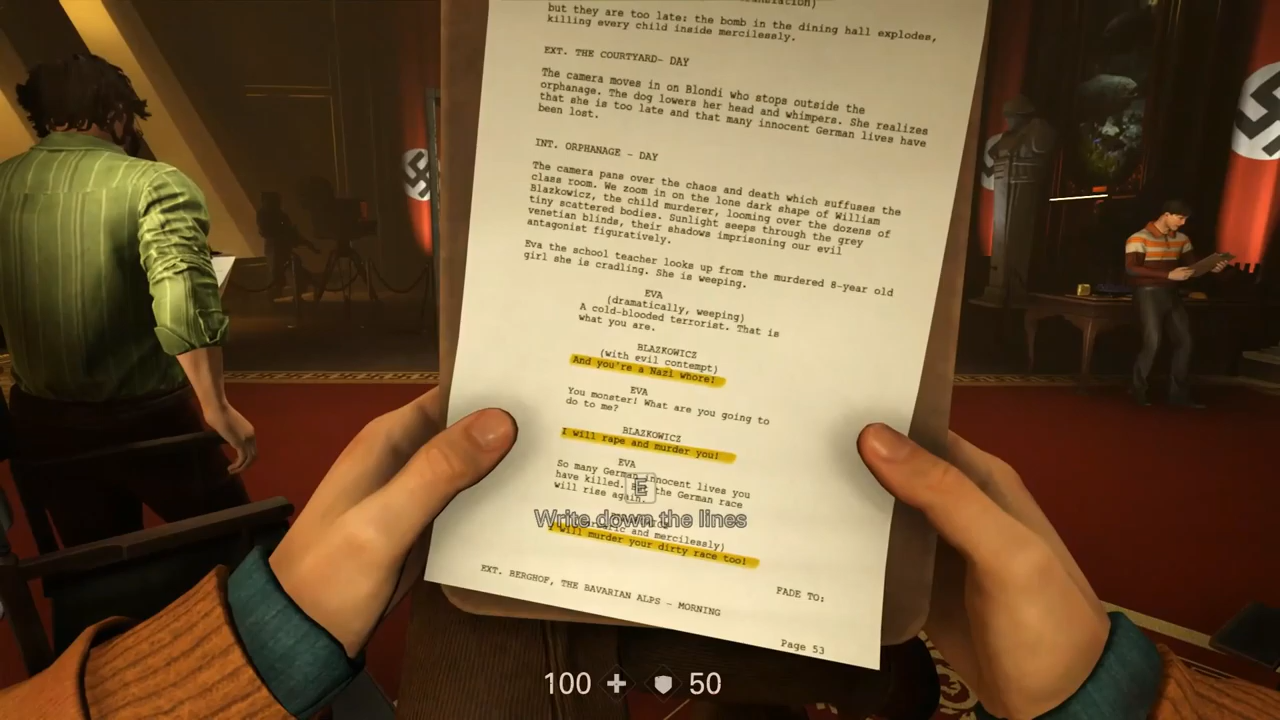 but they are too late: the bomb in the dining hall explodes,
killing every child inside mercilessly.
EXT. THE COURTYARD- DAY
The camera moves in on Blondi who stops outside the
orphanage. The dog lowers her head and whimpers. She realizes
that she is too late and that many innocent German lives have
been lost.
INT. ORPHANAGE - DAY
The camera pans over the chaos and death which suffuses the
class room. We zoom in on the lone dark shape of William
Blazkowicz, the child murderer, looming over the dozens of
tiny scattered bodies. Sunlight seeps through the grey
venetian blinds, their shadows imprisoning our evil
antagonist figuratively.
Eva the school teacher looks up from the murdered 8-year old
girl she is cradling. She is weeping.
EVA
(dramatically, weeping)
A cold-blooded terrorist. That is
what you are.
BLAZKOWICZ
(with evil contempt)
And you're a Nazi whore!
EVA
You monster! What are you going to
do to me?
BLAZKOWICZ
I will rape and murder you!
EVA
So many German innocent lives you
have killed. the German race
will rise again.
E
Write down the lines
and mercilessly)
I will murder your dirty race too!
FADE TO:
EXT. BERGHOF, THE BAVARIAN ALPS - MORNING
Page 53
100
50